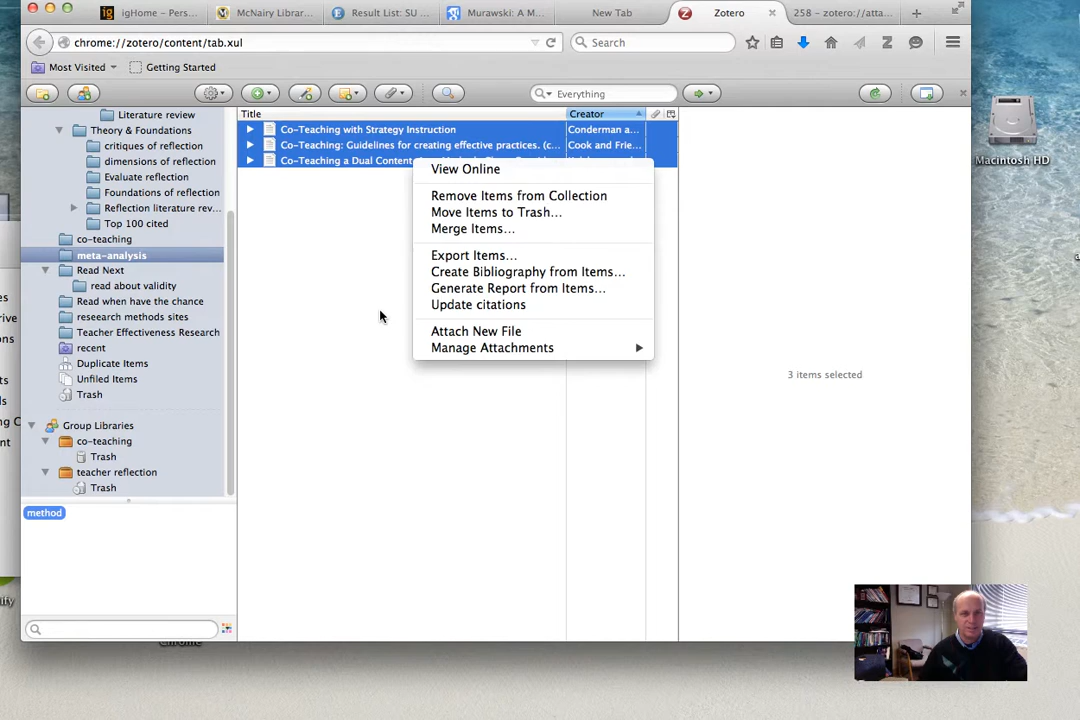 igHome – Pers...
McNairy Librar...
Result List: SU ...
Murawski: A M...
New Tab
Zotero
258 – zotero://atta...
chrome://zotero/content/tab.xul
Search
Most Visited
Getting Started
Everything
Literature review
Theory & Foundations
critiques of reflection
dimensions of reflection
Evaluate reflection
Foundations of reflection
Reflection literature rev...
Top 100 cited
co-teaching
meta-analysis
Read Next
read about validity
Read when have the chance
reseearch methods sites
Teacher Effectiveness Research
recent
Duplicate Items
Unfiled Items
Trash
Group Libraries
co-teaching
Trash
teacher reflection
Trash
method
Title
Creator
Co-Teaching with Strategy Instruction
Conderman a...
Co-Teaching: Guidelines for creating effective practices. (c...
Cook and Frie...
Co-Teaching a Dual Content
View Online
Remove Items from Collection
Move Items to Trash...
Merge Items...
Export Items...
Create Bibliography from Items...
Generate Report from Items...
Update citations
Attach New File
Manage Attachments
3 items selected
Macintosh HD
Chrome